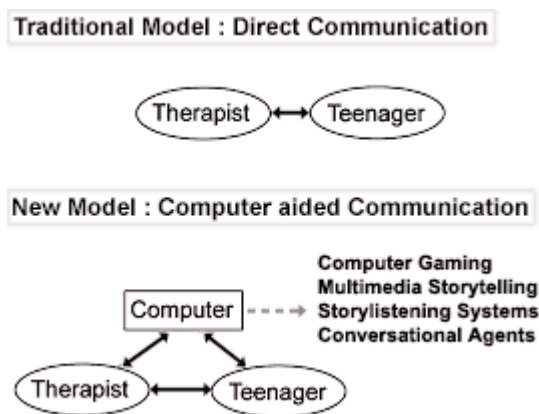 Traditional Model : Direct Communication
Therapist Teenager
New Model : Computer aided Communication
Computer Gaming
Multimedia Storytelling
Computer Storylistening Systems
Conversational Agents
Therapist Teenager